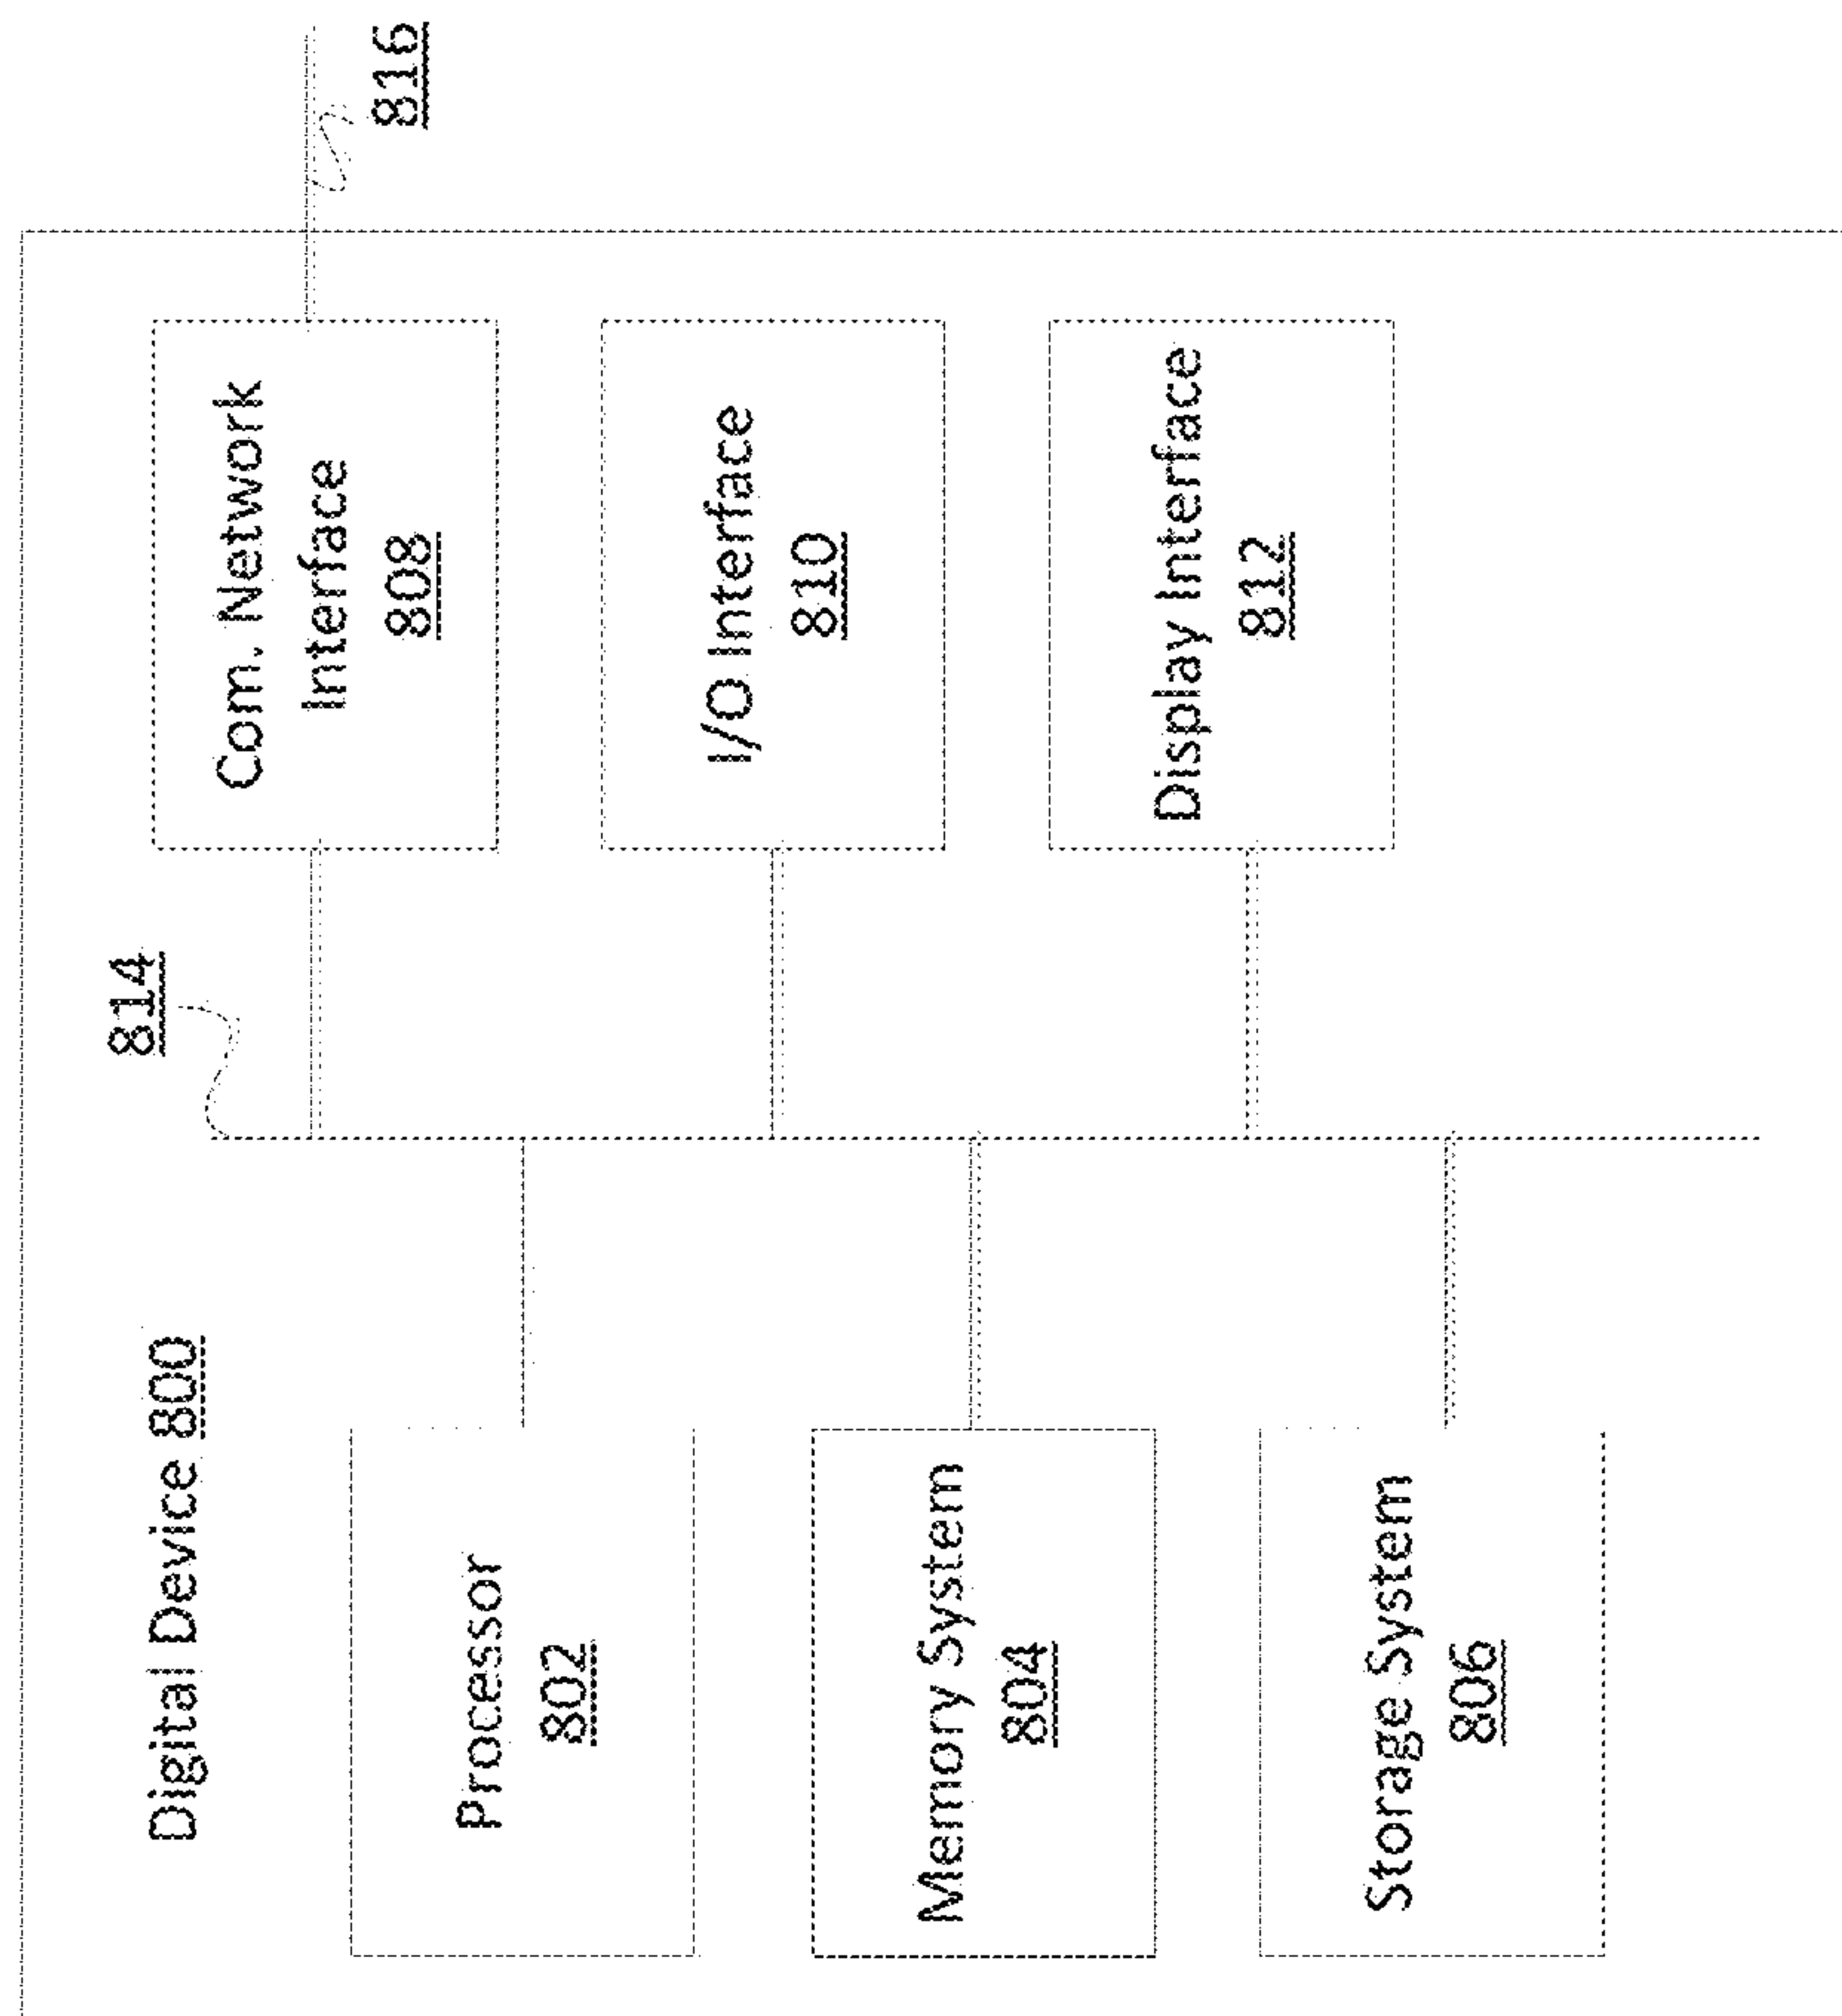 Digital Device 800
814
816
Processor
802
Memory System
804
Storage System
806
Com. Network
Interface
808
I/O Interface
810
Display Interface
812